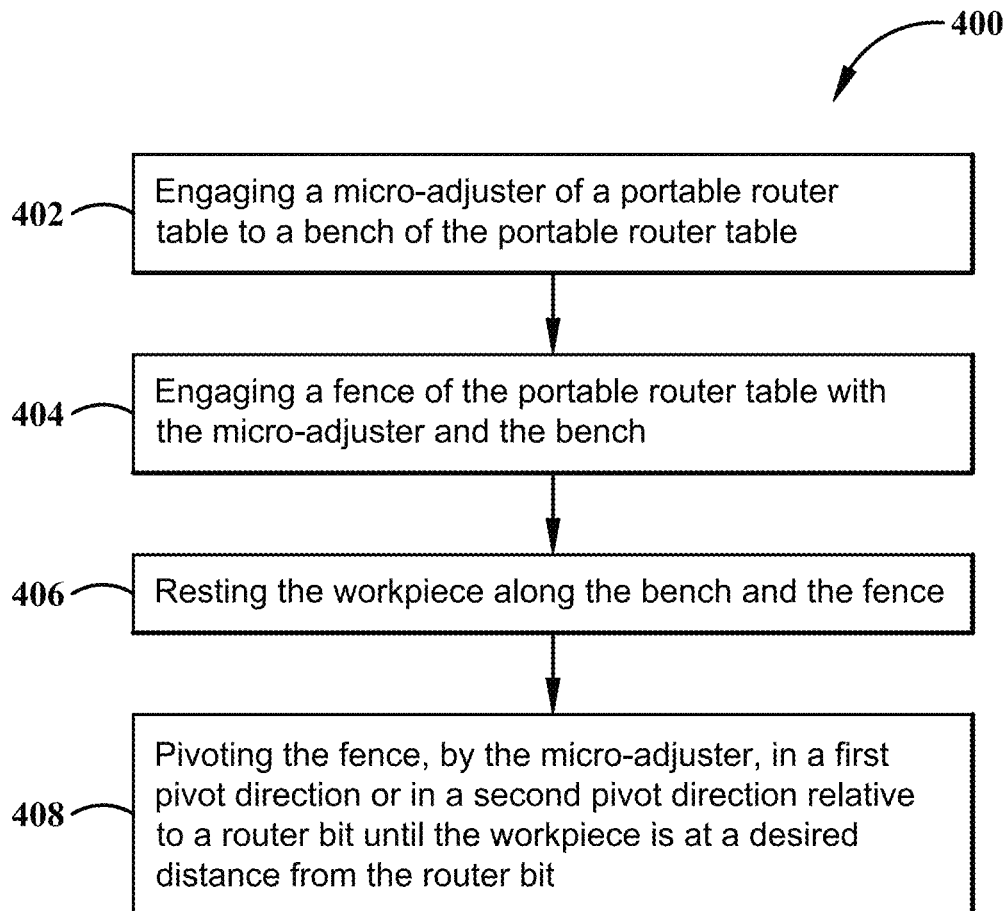 400
402
Engaging a micro-adjuster of a portable router
table to a bench of the portable router table
404
Engaging a fence of the portable router table with
the micro-adjuster and the bench
406
Resting the workpiece along the bench and the fence
408
Pivoting the fence, by the micro-adjuster, in a first
pivot direction or in a second pivot direction relative
to a router bit until the workpiece is at a desired
distance from the router bit